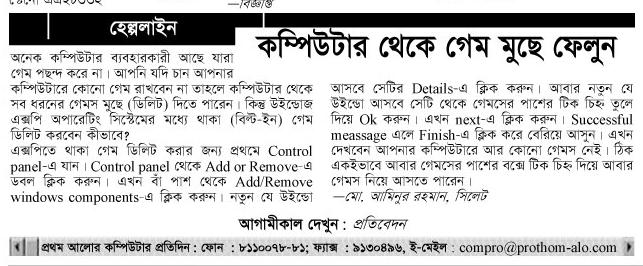 —বিজ্ঞপ্তি
হেল্পলাইন
কম্পিউটার থেকে গেম মুছে ফেলুন
অনেক কম্পিউটার ব্যবহারকারী আছে যারা
গেম পছন্দ করে না। আপনি যদি চান আপনার
কম্পিউটারে কোনো গেম রাখবেন না তাহলে কম্পিউটার থেকে
সব ধরনের গেমস মুছে (ডিলিট) দিতে পারেন। কিন্তু উইন্ডোজ
এক্সপি অপারেটিং সিস্টেমের মধ্যে থাকা (বিল্ট-ইন) গেম
ডিলিট করবেন কীভাবে?
এক্সপিতে থাকা গেম ডিলিট করার জন্য প্রথমে Control
panel-এ যান। Control panel থেকে Add or Remove-এ
ডবল ক্লিক করুন। এখন বাঁ পাশ থেকে Add/Remove
windows components-এ ক্লিক করুন। নতুন যে উইন্ডো
আসবে সেটির Details-এ ক্লিক করুন। আবার নতুন যে
উইন্ডো আসবে সেটি থেকে গেমসের পাশের টিক চিহ্ন তুলে
দিয়ে Ok করুন। এখন next-এ ক্লিক করুন। Successful
meassage এলে Finish-এ ক্লিক করে বেরিয়ে আসুন। এখন
দেখবেন আপনার কম্পিউটারে আর কোনো গেমস নেই। ঠিক
একইভাবে আবার গেমসের পাশের বক্সে টিক চিহ্ন দিয়ে আবার
গেমস নিয়ে আসতে পারেন।
—মো. আমিনুর রহমান, সিলেট
আগামীকাল দেখুন : প্রতিবেদন
প্রথম আলোর কম্পিউটার প্রতিদিন : ফোন : ৮১১০০৭৮-৮১; ফ্যাক্স : ৯১৩০৪৯৬, ই-মেইল : compro@prothom-alo.com